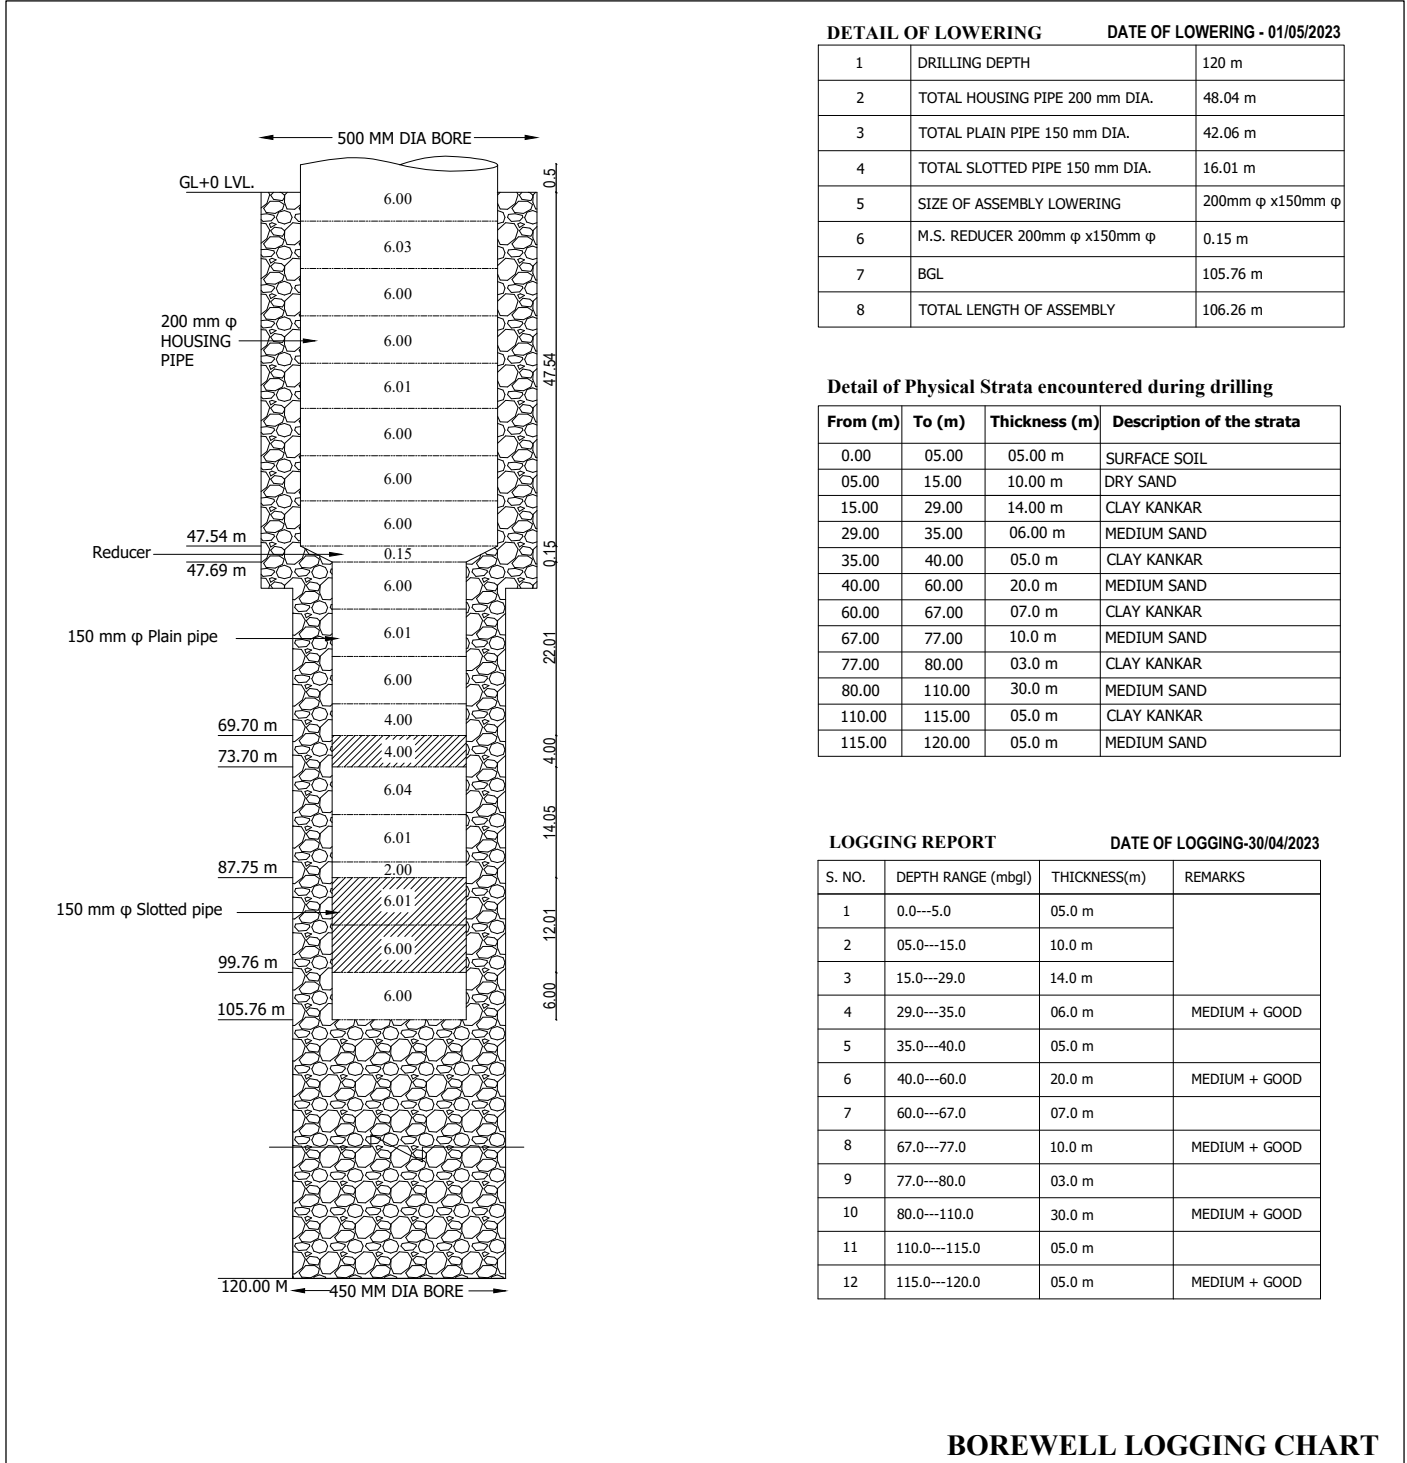 500 MM DIA BORE
GL+0 LVL.
0.5
6.00
6.03
6.00
200 mm φ
HOUSING
PIPE
6.00
47.54
6.01
6.00
6.00
6.00
47.54 m
Reducer
0.15
0.15
47.69 m
6.00
150 mm φ Plain pipe
6.01
22.01
6.00
69.70 m
4.00
73.70 m
4.00
4.00
6.04
14.05
6.01
87.75 m
2.00
150 mm φ Slotted pipe
6.01
12.01
6.00
99.76 m
6.00
6.00
105.76 m
120.00 M
450 MM DIA BORE
DETAIL OF LOWERING DATE OF LOWERING - 01/05/2023
1 DRILLING DEPTH 120 m
2 TOTAL HOUSING PIPE 200 mm DIA. 48.04 m
3 TOTAL PLAIN PIPE 150 mm DIA. 42.06 m
4 TOTAL SLOTTED PIPE 150 mm DIA. 16.01 m
5 SIZE OF ASSEMBLY LOWERING 200mm φ x150mm φ
6 M.S. REDUCER 200mm φ x150mm φ 0.15 m
7 BGL 105.76 m
8 TOTAL LENGTH OF ASSEMBLY 106.26 m
Detail of Physical Strata encountered during drilling
From (m) To (m) Thickness (m) Description of the strata
0.00 05.00 05.00 m SURFACE SOIL
05.00 15.00 10.00 m DRY SAND
15.00 29.00 14.00 m CLAY KANKAR
29.00 35.00 06.00 m MEDIUM SAND
35.00 40.00 05.0 m CLAY KANKAR
40.00 60.00 20.0 m MEDIUM SAND
60.00 67.00 07.0 m CLAY KANKAR
67.00 77.00 10.0 m MEDIUM SAND
77.00 80.00 03.0 m CLAY KANKAR
80.00 110.00 30.0 m MEDIUM SAND
110.00 115.00 05.0 m CLAY KANKAR
115.00 120.00 05.0 m MEDIUM SAND
LOGGING REPORT DATE OF LOGGING-30/04/2023
S. NO. DEPTH RANGE (mbgl) THICKNESS(m) REMARKS
1 0.0---5.0 05.0 m
2 05.0---15.0 10.0 m
3 15.0---29.0 14.0 m
4 29.0---35.0 06.0 m MEDIUM + GOOD
5 35.0---40.0 05.0 m
6 40.0---60.0 20.0 m MEDIUM + GOOD
7 60.0---67.0 07.0 m
8 67.0---77.0 10.0 m MEDIUM + GOOD
9 77.0---80.0 03.0 m
10 80.0---110.0 30.0 m MEDIUM + GOOD
11 110.0---115.0 05.0 m
12 115.0---120.0 05.0 m MEDIUM + GOOD
BOREWELL LOGGING CHART